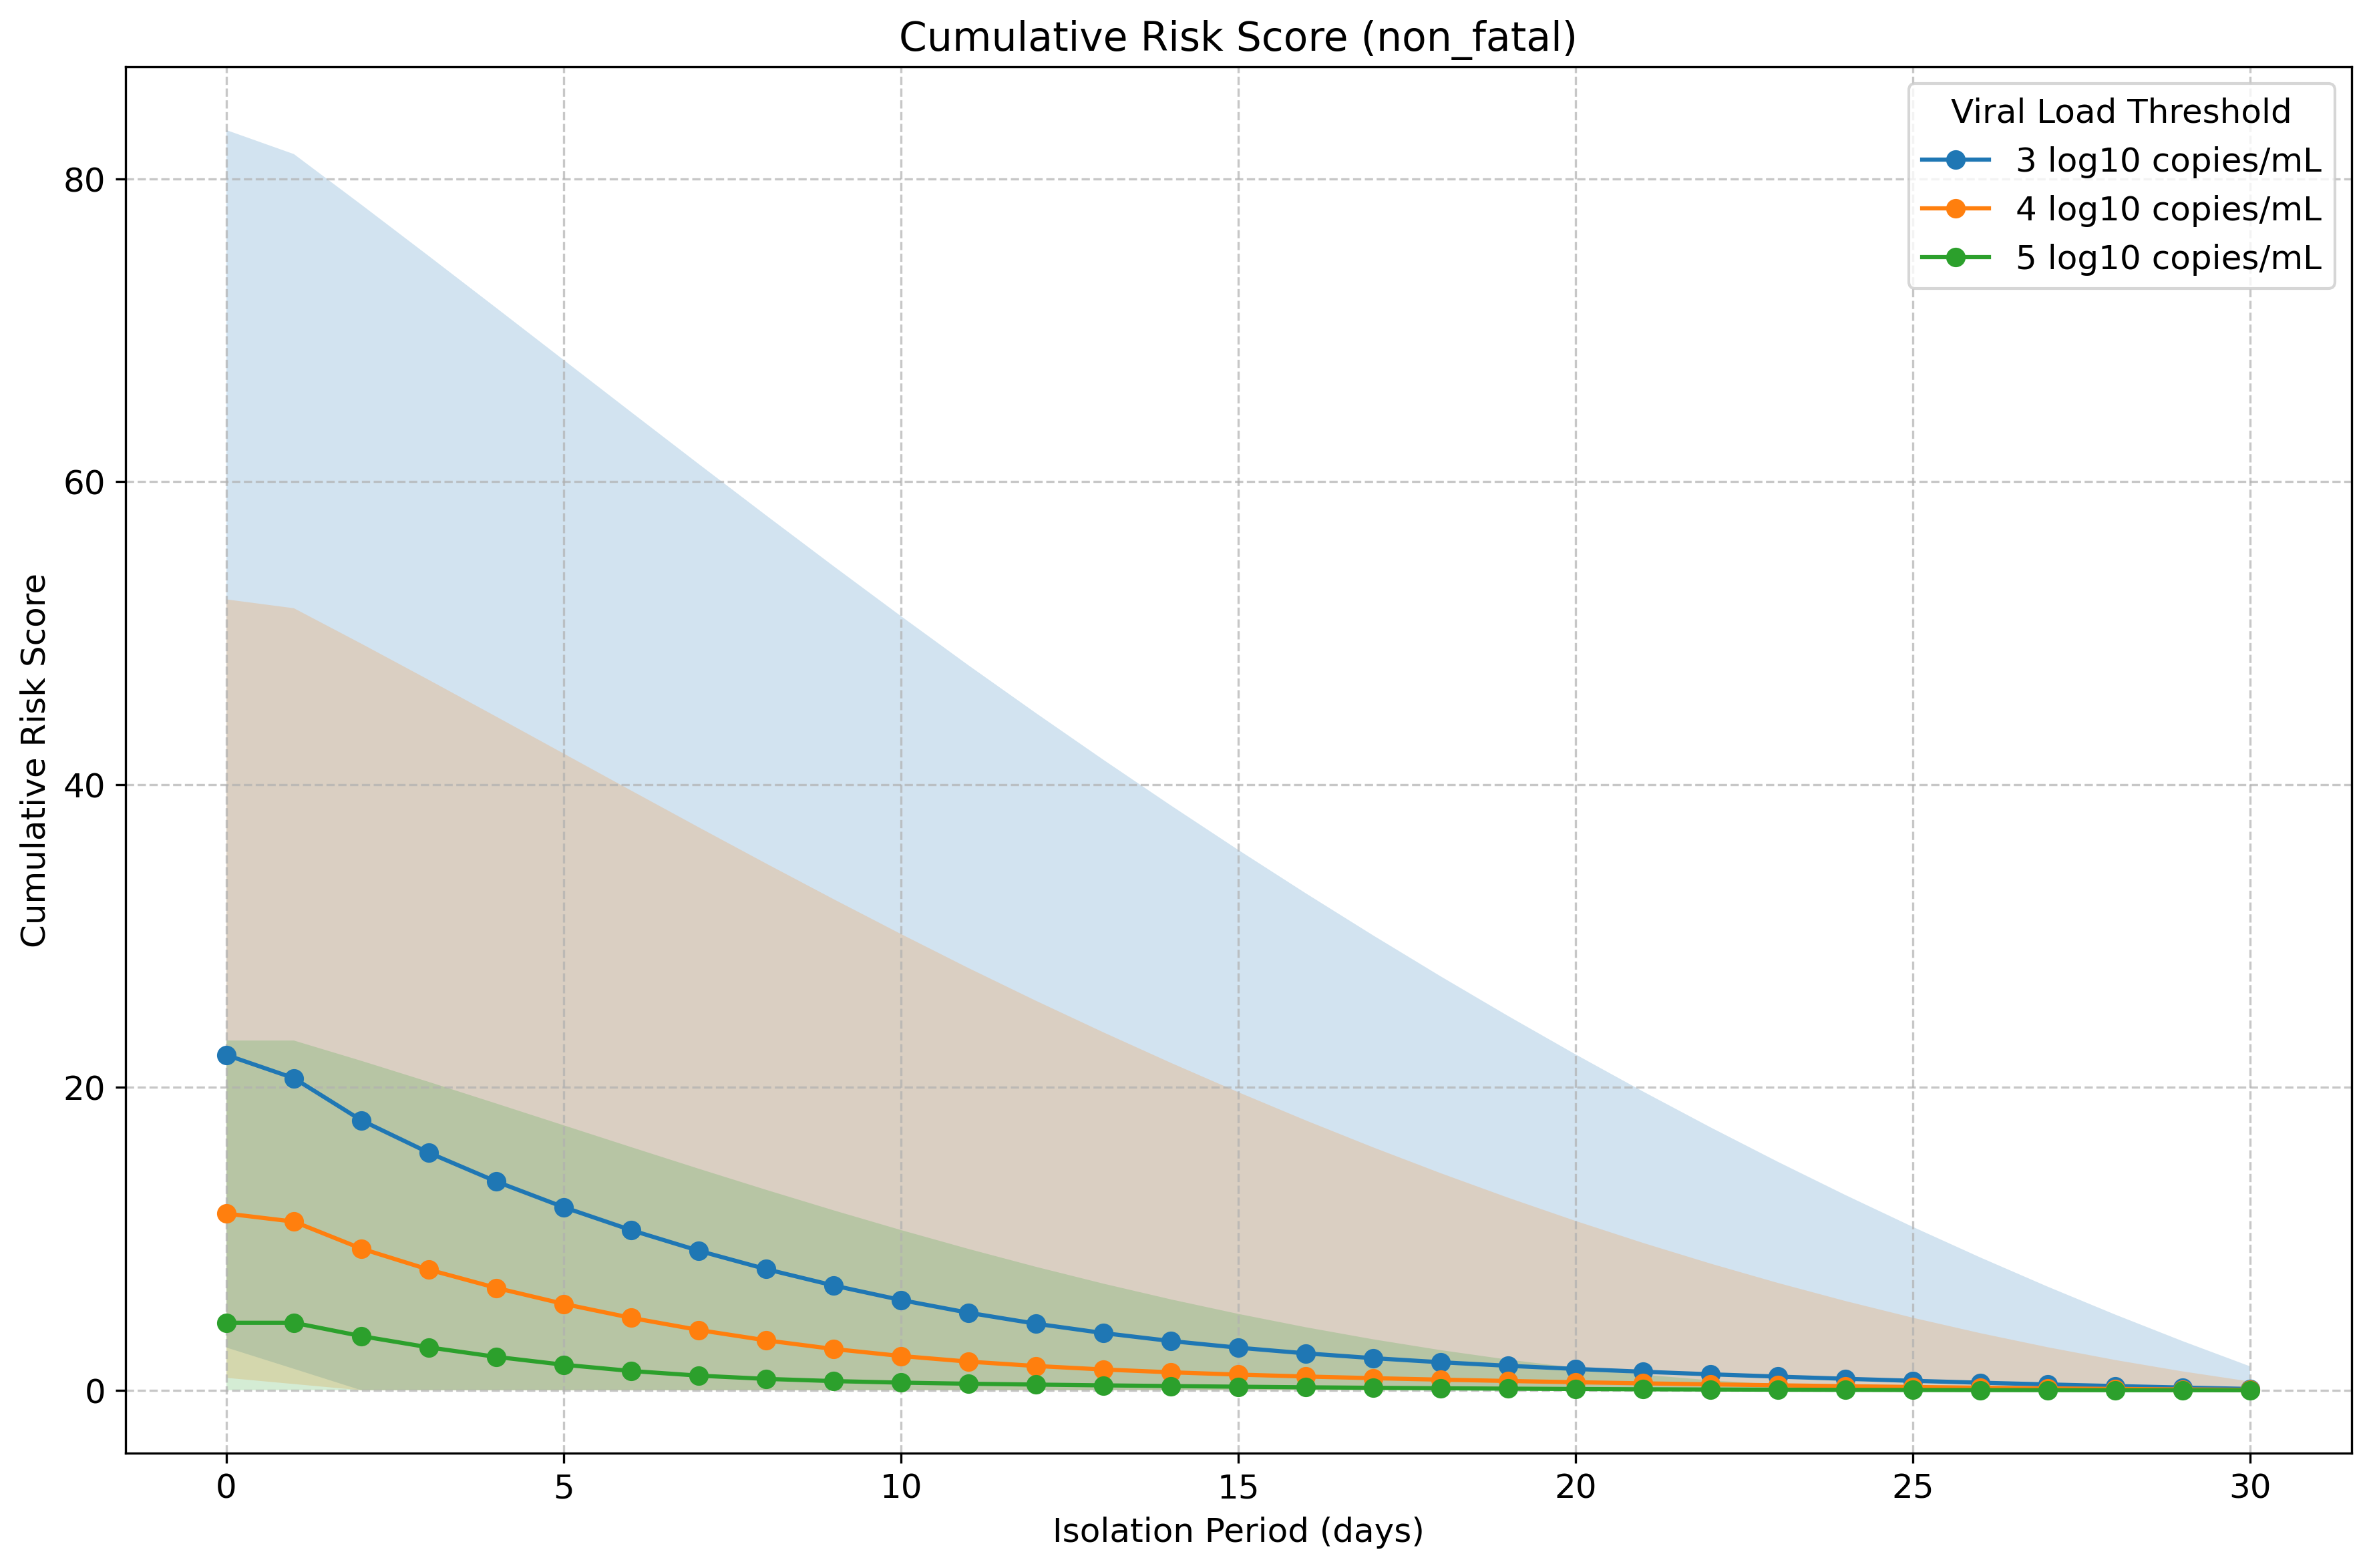 Cumulative Risk Score (non_fatal)
Viral Load Threshold
3 log10 copies/mL
4 log10 copies/mL
5 log10 copies/mL
Cumulative Risk Score
80
60
40
20
0
0 5 10 15 20 25 30
Isolation Period (days)